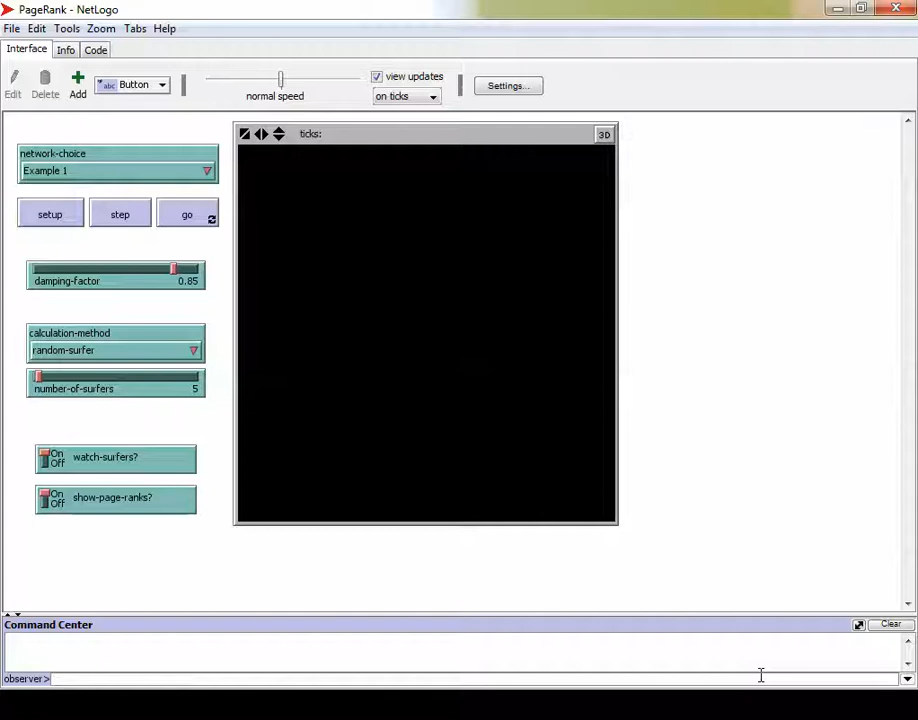 PageRank - NetLogo
File Edit Tools Zoom Tabs Help
Interface Info Code
Edit Delete Add abc Button normal speed view updates on ticks Settings...
ticks: 3D
network-choice
Example 1
setup step go
damping-factor 0.85
calculation-method
random-surfer
number-of-surfers 5
On
Off watch-surfers?
On
Off show-page-ranks?
Command Center Clear
observer>